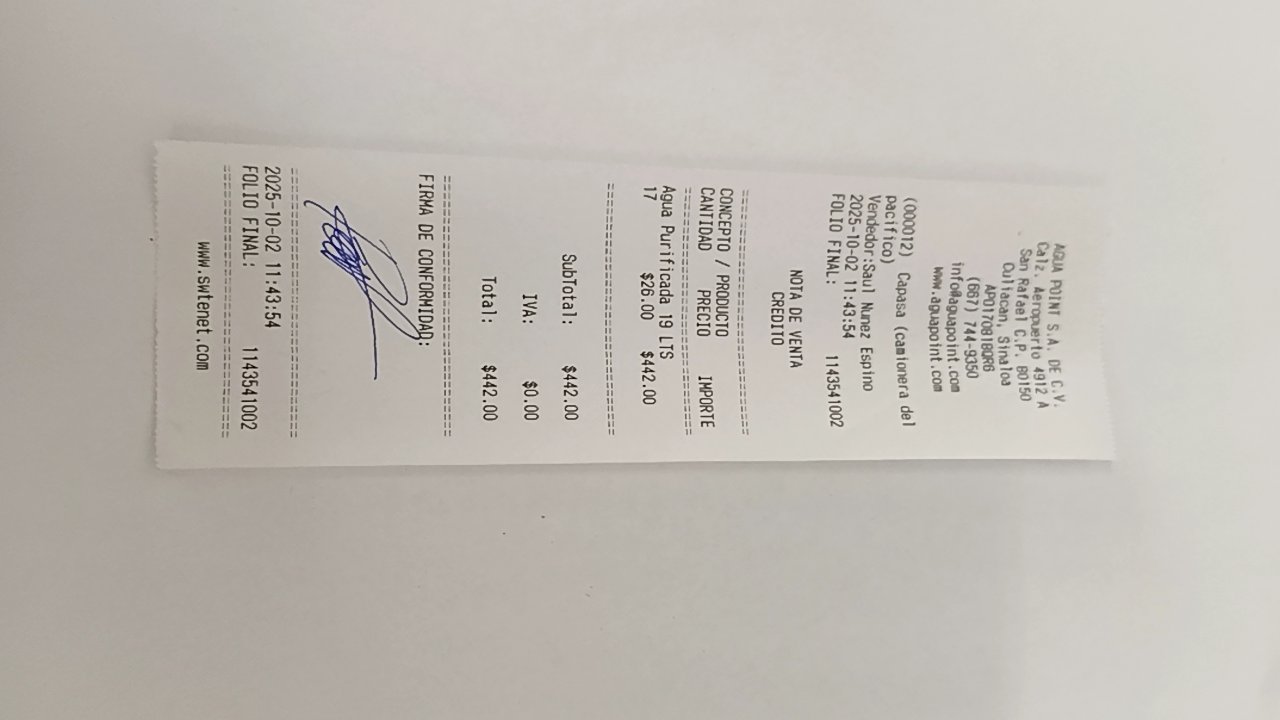 AGUA POINT S.A. DE C.V.
Calz. Aeropuerto 4912 A
San Rafael C.P. 80150
Culiacan, Sinaloa
APO170818QR6
(667) 744-9350
info@aguapoint.com
www.aguapoint.com
(000012) Capasa (camionera del
pacifico)
Vendedor:Saul Nunez Espino
2025-10-02 11:43:54
FOLIO FINAL: 1143541002
NOTA DE VENTA
CREDITO
==============================
CONCEPTO / PRODUCTO
CANTIDAD PRECIO IMPORTE
==============================
Agua Purificada 19 LTS
17 $26.00 $442.00
==============================
SubTotal: $442.00
IVA: $0.00
Total: $442.00
==============================
FIRMA DE CONFORMIDAD:
==============================
2025-10-02 11:43:54
FOLIO FINAL: 1143541002
==============================
www.swtenet.com